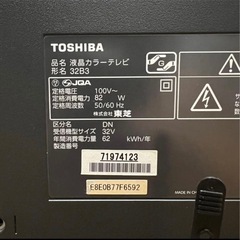 TOSHIBA
品名 液晶カラーテレビ
形名 32B3
JQA
定格電圧: 100V~
定格消費電力: 82 W
定格周波数: 50/60 Hz
株式会社 東芝
区分名: DN
受信機型サイズ: 32V
年間消費電力量: 62 kWh/年
製造番号:
71974123
E8E0B77F6592
MADE IN CH